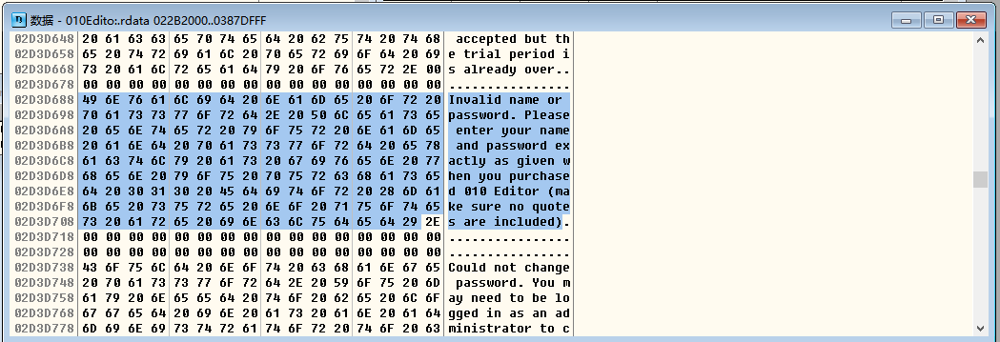 数据 - 010Edito:.rdata 022B2000..0387DFFF
02D3D648 20 61 63 63 65 70 74 65 64 20 62 75 74 20 74 68 accepted but th
02D3D658 65 20 74 72 69 61 6C 20 70 65 72 69 6F 64 20 69 e trial period i
02D3D668 73 20 61 6C 72 65 61 64 79 20 6F 76 65 72 2E 00 s already over..
02D3D678 00 00 00 00 00 00 00 00 00 00 00 00 00 00 00 00 ................
02D3D688 49 6E 76 61 6C 69 64 20 6E 61 6D 65 20 6F 72 20 Invalid name or
02D3D698 70 61 73 73 77 6F 72 64 2E 20 50 6C 65 61 73 65 password. Please
02D3D6A8 20 65 6E 74 65 72 20 79 6F 75 72 20 6E 61 6D 65 enter your name
02D3D6B8 20 61 6E 64 20 70 61 73 73 77 6F 72 64 20 65 78 and password ex
02D3D6C8 61 63 74 6C 79 20 61 73 20 67 69 76 65 6E 20 77 actly as given w
02D3D6D8 68 65 6E 20 79 6F 75 20 70 75 72 63 68 61 73 65 hen you purchase
02D3D6E8 64 20 30 31 30 20 45 64 69 74 6F 72 20 28 6D 61 d 010 Editor (ma
02D3D6F8 6B 65 20 73 75 72 65 20 6E 6F 20 71 75 6F 74 65 ke sure no quote
02D3D708 73 20 61 72 65 20 69 6E 63 6C 75 64 65 64 29 2E s are included).
02D3D718 00 00 00 00 00 00 00 00 00 00 00 00 00 00 00 00 ................
02D3D728 00 00 00 00 00 00 00 00 00 00 00 00 00 00 00 00 ................
02D3D738 43 6F 75 6C 64 20 6E 6F 74 20 63 68 61 6E 67 65 Could not change
02D3D748 20 70 61 73 73 77 6F 72 64 2E 20 59 6F 75 20 6D password. You m
02D3D758 61 79 20 6E 65 65 64 20 74 6F 20 62 65 20 6C 6F ay need to be lo
02D3D768 67 67 65 64 20 69 6E 20 61 73 20 61 6E 20 61 64 gged in as an ad
02D3D778 6D 69 6E 69 73 74 72 61 74 6F 72 20 74 6F 20 63 ministrator to c